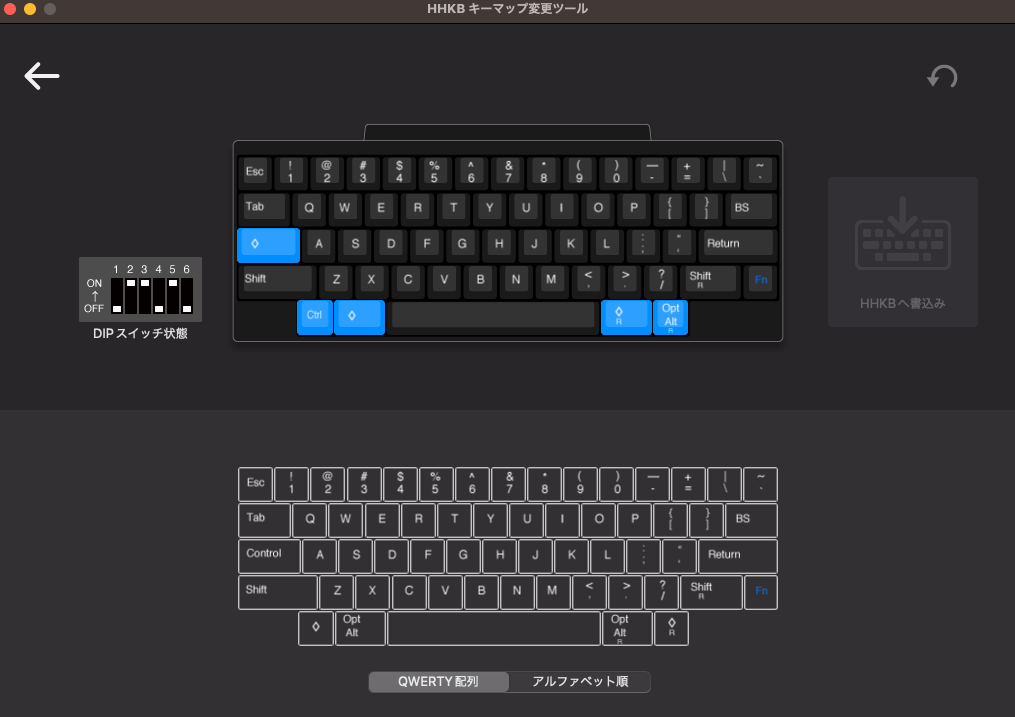 HHKB キーマップ変更ツール
Esc ! 1 @ 2 # 3 $ 4 % 5 ^ 6 & 7 * 8 ( 9 ) 0 — - + = | \ ~ `
Tab Q W E R T Y U I O P { [ } ] BS
◊ A S D F G H J K L : ; " ' Return
Shift Z X C V B N M < , > . ? / Shift R Fn
Ctrl ◊ ◊ R Opt Alt R
1 2 3 4 5 6
ON
↑
OFF
DIP スイッチ状態
HHKBへ書込み
Esc ! 1 @ 2 # 3 $ 4 % 5 ^ 6 & 7 * 8 ( 9 ) 0 — - + = | \ ~ `
Tab Q W E R T Y U I O P { [ } ] BS
Control A S D F G H J K L : ; " ' Return
Shift Z X C V B N M < , > . ? / Shift R Fn
◊ Opt Alt Opt Alt R ◊ R
QWERTY 配列 アルファベット順